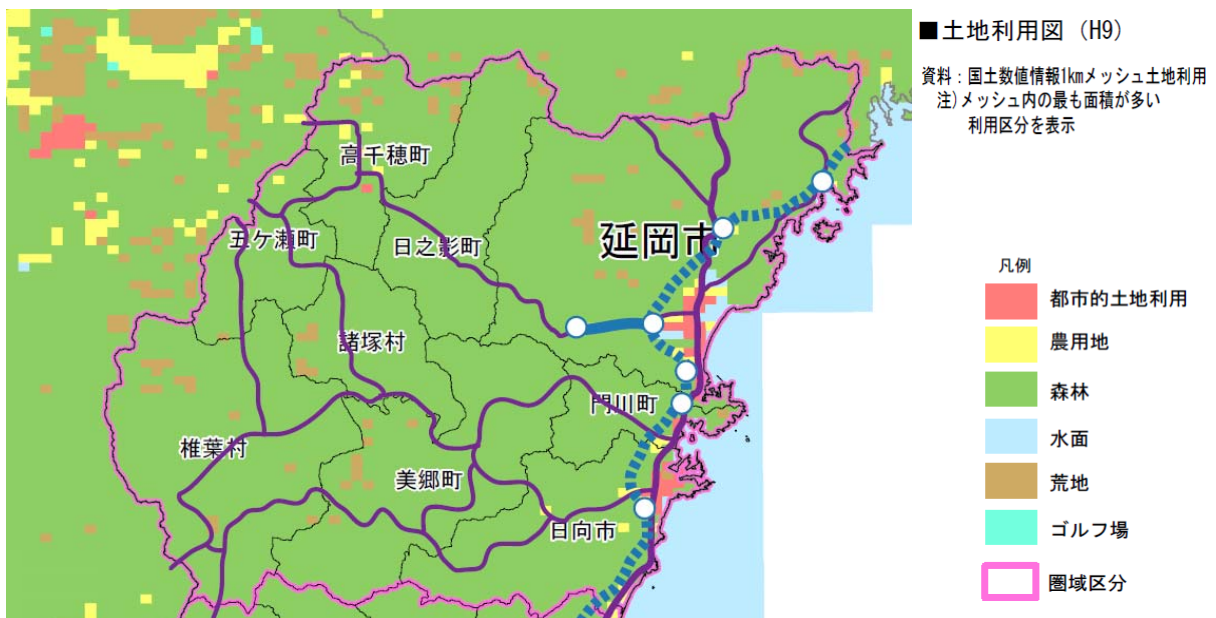 ■土地利用図（H9）
資料：国土数値情報1kmメッシュ土地利用
注）メッシュ内の最も面積が多い
利用区分を表示
高千穂町
延岡市
五ケ瀬町
日之影町
諸塚村
門川町
椎葉村
美郷町
日向市
凡例
都市的土地利用
農用地
森林
水面
荒地
ゴルフ場
圏域区分